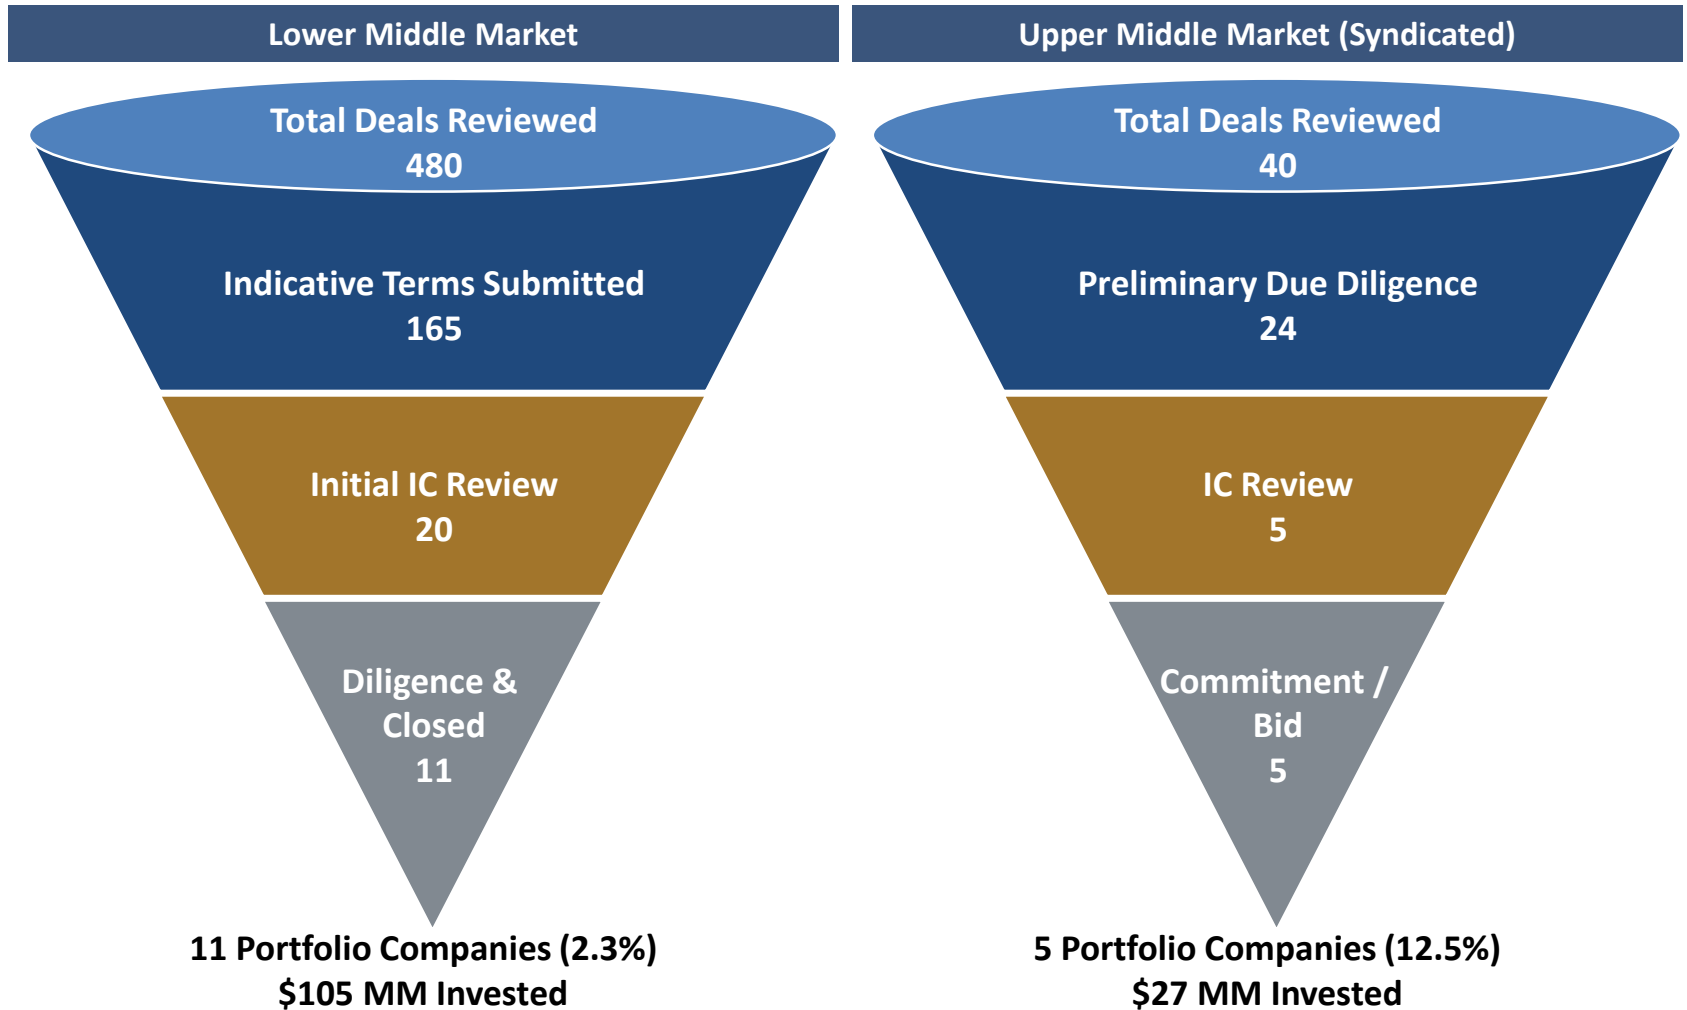 Lower Middle Market
Total Deals Reviewed
480
Indicative Terms Submitted
165
Initial IC Review
20
Diligence &
Closed
11
11 Portfolio Companies (2.3%)
$105 MM Invested
Upper Middle Market (Syndicated)
Total Deals Reviewed
40
Preliminary Due Diligence
24
IC Review
5
Commitment /
Bid
5
5 Portfolio Companies (12.5%)
$27 MM Invested